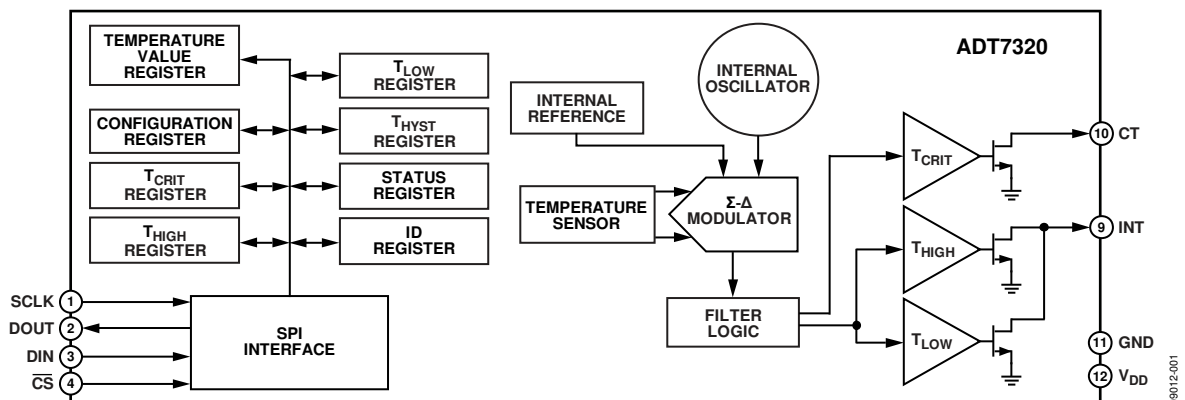 ADT7320
TEMPERATURE
VALUE
REGISTER
TLOW
REGISTER
CONFIGURATION
REGISTER
THYST
REGISTER
TCRIT
REGISTER
STATUS
REGISTER
THIGH
REGISTER
ID
REGISTER
INTERNAL
OSCILLATOR
INTERNAL
REFERENCE
TEMPERATURE
SENSOR
Σ-Δ
MODULATOR
FILTER
LOGIC
TCRIT
THIGH
TLOW
10 CT
9 INT
11 GND
12 VDD
SCLK 1
DOUT 2
DIN 3
CS 4
SPI
INTERFACE